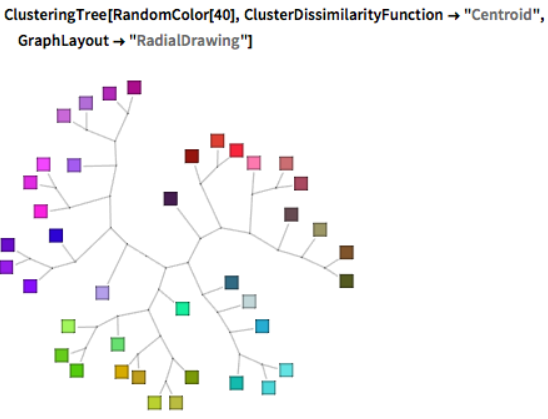 ClusteringTree[RandomColor[40], ClusterDissimilarityFunction → "Centroid",
GraphLayout → "RadialDrawing"]